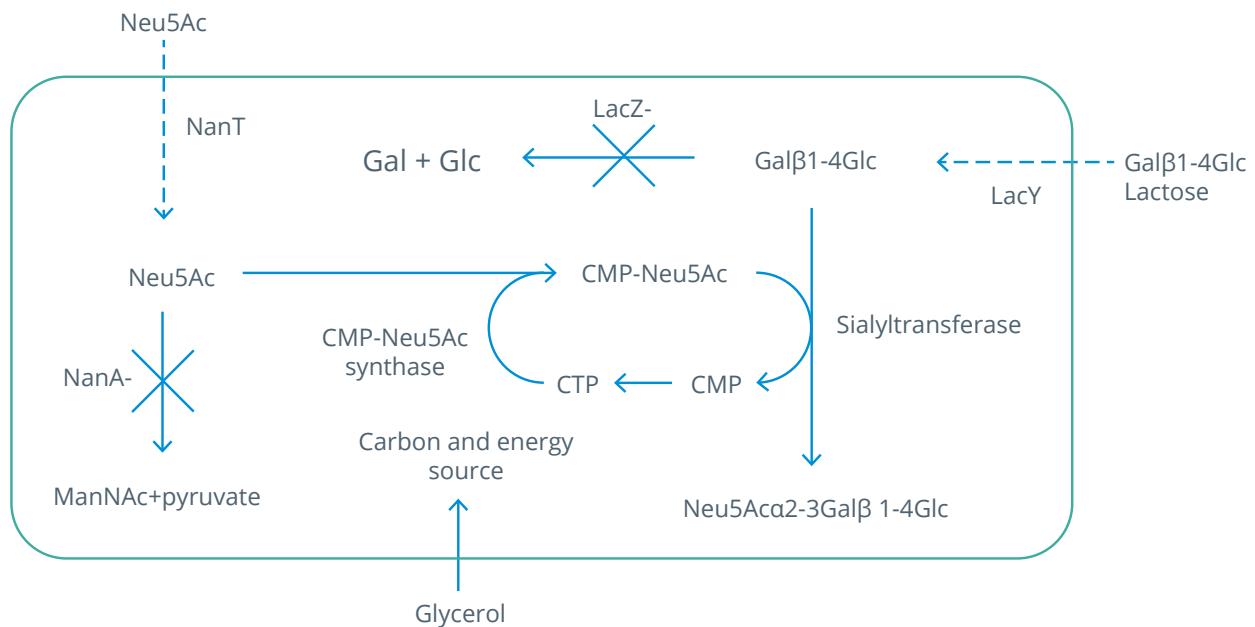 Neu5Ac
NanT
LacZ-
Gal + Glc
Galβ1-4Glc
Galβ1-4Glc
Lactose
LacY
Neu5Ac
CMP-Neu5Ac
CMP-Neu5Ac
synthase
Sialyltransferase
NanA-
CTP
CMP
Carbon and energy
source
ManNAc+pyruvate
Neu5Acα2-3Galβ 1-4Glc
Glycerol